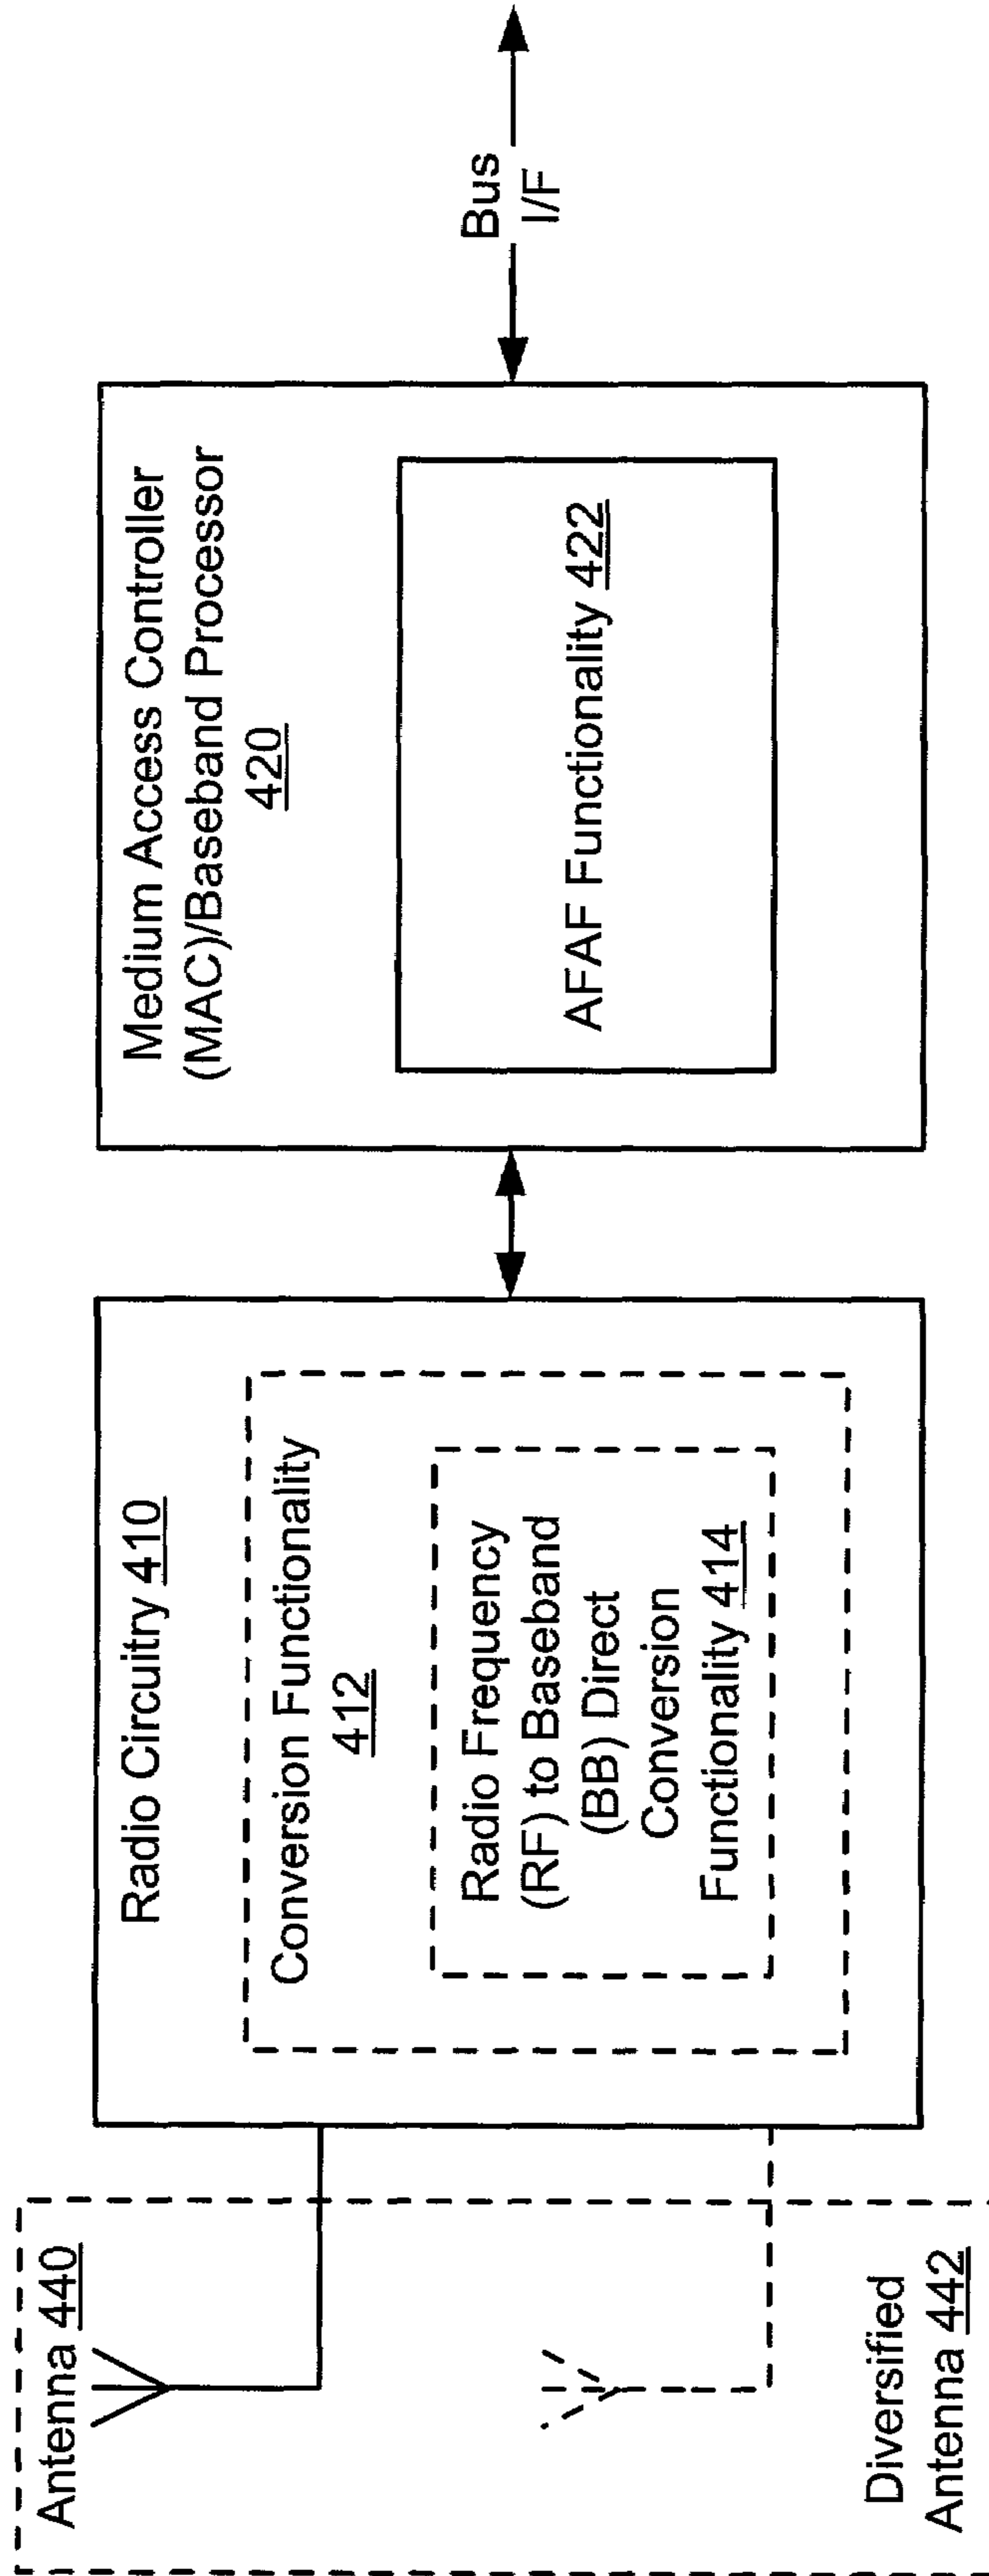 Antenna 440
Diversified
Antenna 442
Radio Circuitry 410
Conversion Functionality
412
Radio Frequency
(RF) to Baseband
(BB) Direct
Conversion
Functionality 414
Medium Access Controller
(MAC)/Baseband Processor
420
AFAF Functionality 422
Bus
I/F